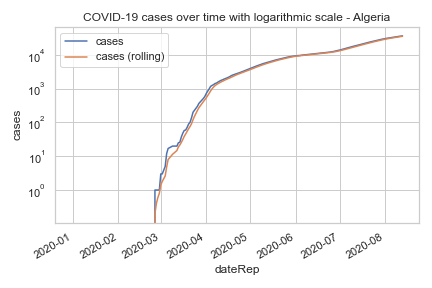 COVID-19 cases over time with logarithmic scale - Algeria
cases
cases (rolling)
10⁴
10³
10²
10¹
10⁰
cases
2020-01
2020-02
2020-03
2020-04
2020-05
2020-06
2020-07
2020-08
dateRep